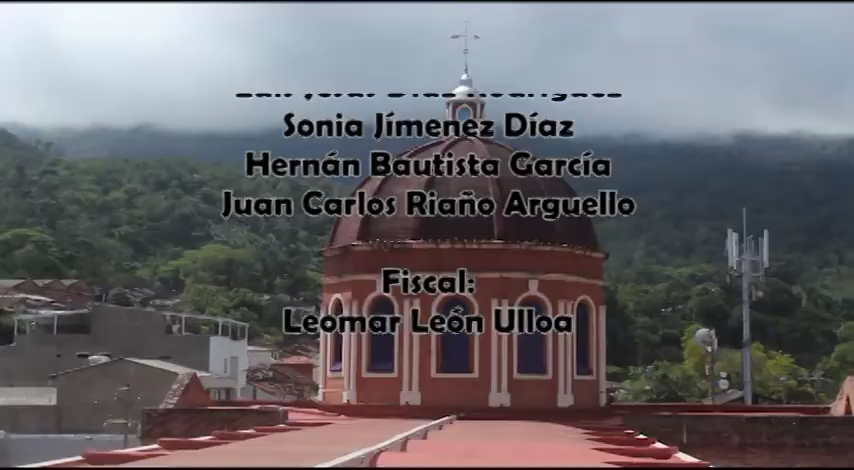 Sonia Jímenez Díaz
Hernán Bautista García
Juan Carlos Riaño Arguello
Fiscal:
Leomar León Ulloa